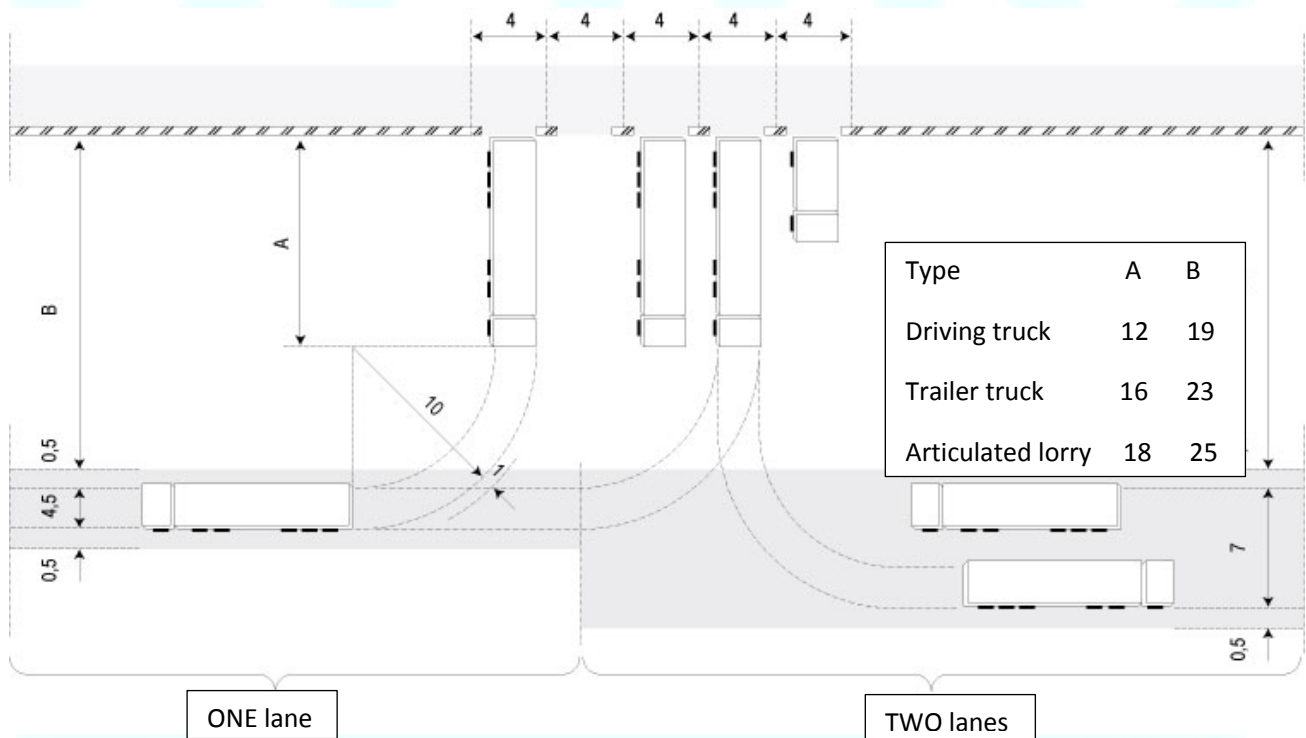 4 4 4 4 4
A
B
10
1
Type A B
Driving truck 12 19
Trailer truck 16 23
Articulated lorry 18 25
0,5
4,5
0,5
7
0,5
ONE lane
TWO lanes